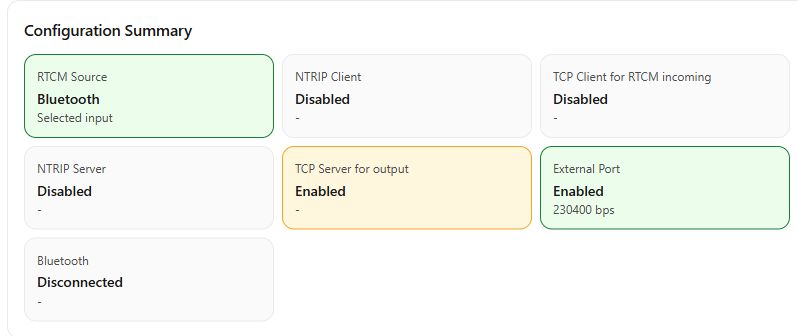 Configuration Summary
RTCM Source
Bluetooth
Selected input
NTRIP Client
Disabled
-
TCP Client for RTCM incoming
Disabled
-
NTRIP Server
Disabled
-
TCP Server for output
Enabled
-
External Port
Enabled
230400 bps
Bluetooth
Disconnected
-